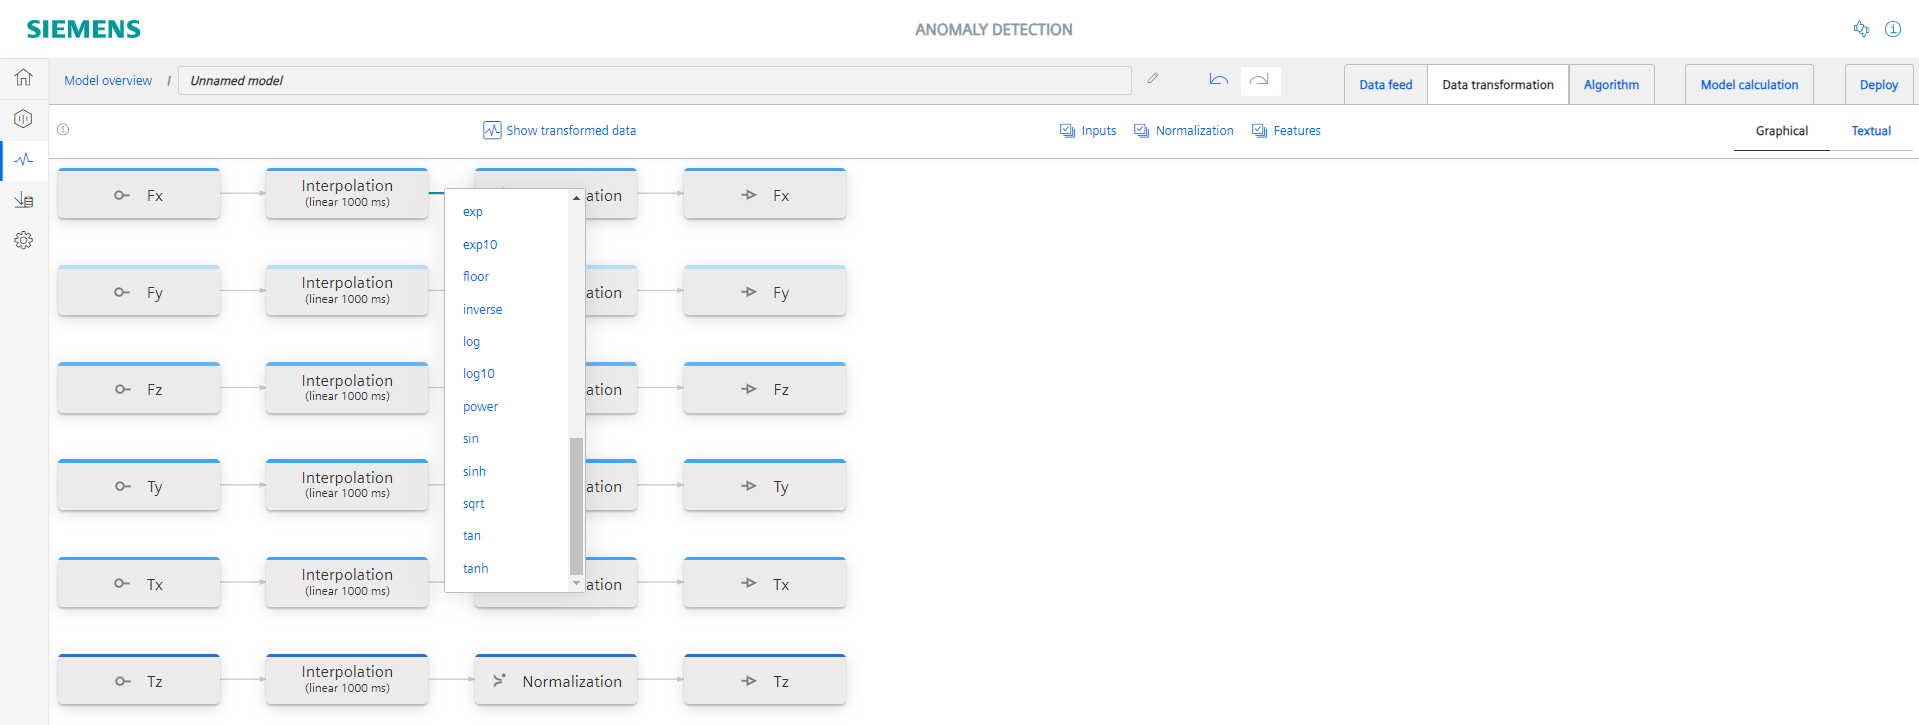 SIEMENS
ANOMALY DETECTION
Model overview / Unnamed model
Data feed
Data transformation
Algorithm
Model calculation
Deploy
Show transformed data
Inputs
Normalization
Features
Graphical
Textual
Fx
Interpolation
(linear 1000 ms)
ation
Fx
Fy
Interpolation
(linear 1000 ms)
ation
Fy
Fz
Interpolation
(linear 1000 ms)
ation
Fz
Ty
Interpolation
(linear 1000 ms)
ation
Ty
Tx
Interpolation
(linear 1000 ms)
ation
Tx
Tz
Interpolation
(linear 1000 ms)
Normalization
Tz
exp
exp10
floor
inverse
log
log10
power
sin
sinh
sqrt
tan
tanh